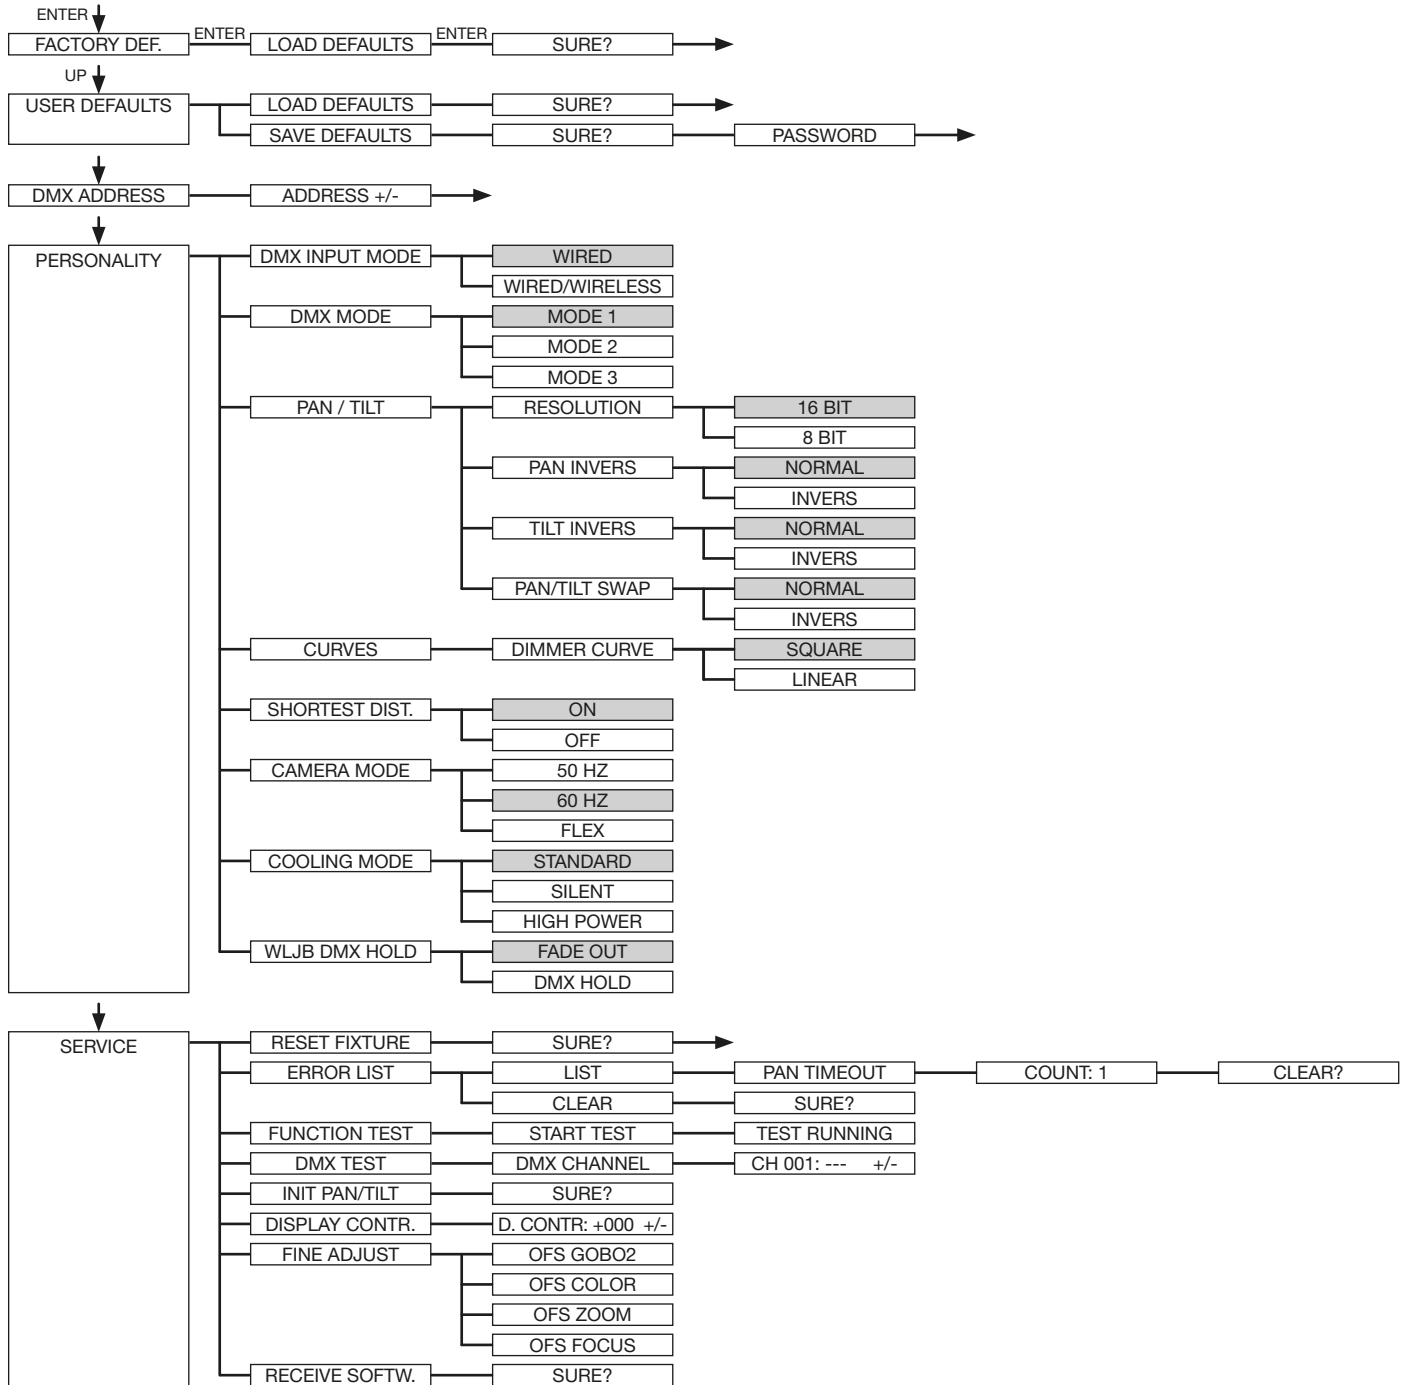 ENTER
FACTORY DEF. ENTER LOAD DEFAULTS ENTER SURE?
UP
USER DEFAULTS LOAD DEFAULTS SURE?
SAVE DEFAULTS SURE? PASSWORD
DMX ADDRESS ADDRESS +/-
PERSONALITY DMX INPUT MODE WIRED
WIRED/WIRELESS
DMX MODE MODE 1
MODE 2
MODE 3
PAN / TILT RESOLUTION 16 BIT
8 BIT
PAN INVERS NORMAL
INVERS
TILT INVERS NORMAL
INVERS
PAN/TILT SWAP NORMAL
INVERS
CURVES DIMMER CURVE SQUARE
LINEAR
SHORTEST DIST. ON
OFF
CAMERA MODE 50 HZ
60 HZ
FLEX
COOLING MODE STANDARD
SILENT
HIGH POWER
WLJB DMX HOLD FADE OUT
DMX HOLD
SERVICE RESET FIXTURE SURE?
ERROR LIST LIST PAN TIMEOUT COUNT: 1 CLEAR?
CLEAR SURE?
FUNCTION TEST START TEST TEST RUNNING
DMX TEST DMX CHANNEL CH 001: --- +/-
INIT PAN/TILT SURE?
DISPLAY CONTR. D. CONTR: +000 +/-
FINE ADJUST OFS GOBO2
OFS COLOR
OFS ZOOM
OFS FOCUS
RECEIVE SOFTW. SURE?